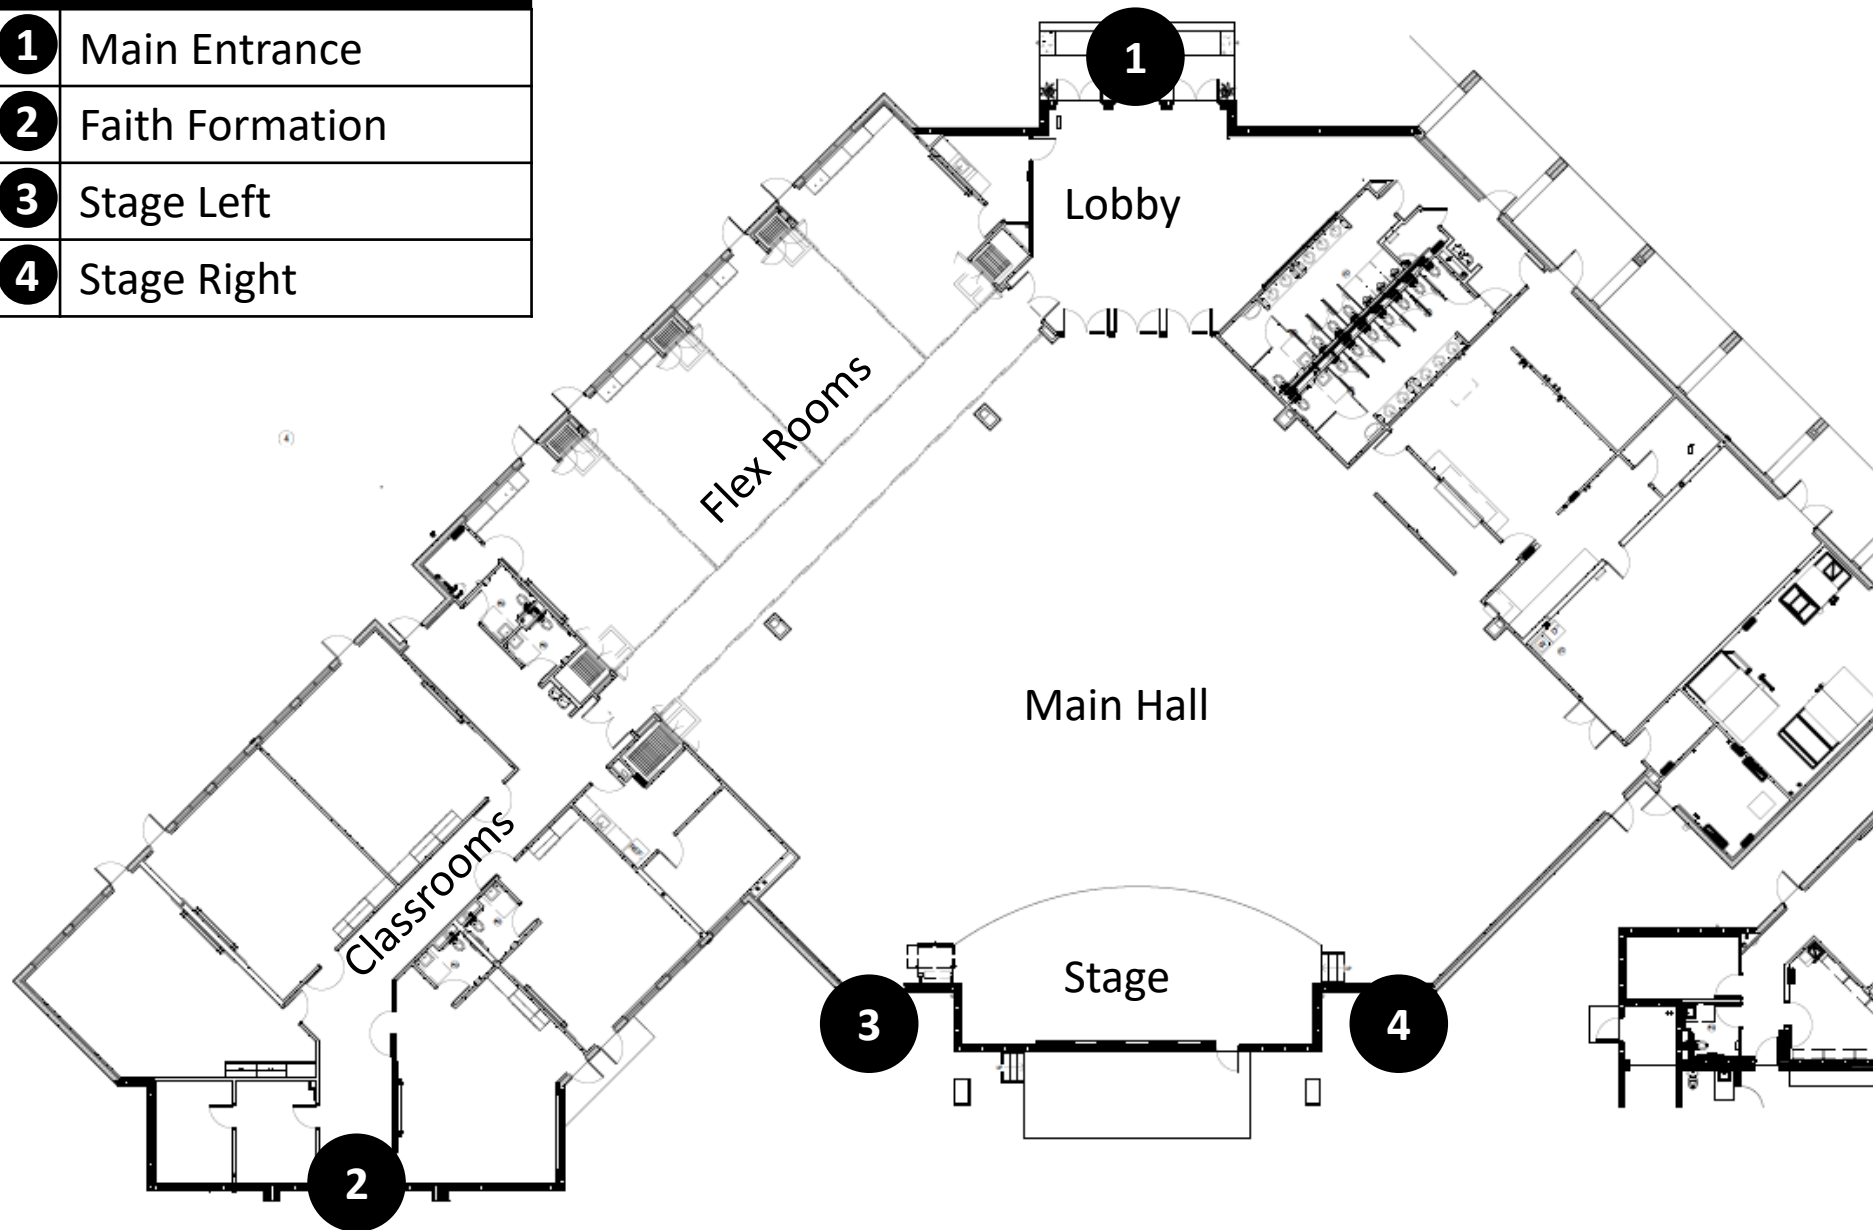 1 Main Entrance
2 Faith Formation
3 Stage Left
4 Stage Right
1
Lobby
Flex Rooms
4
Main Hall
Classrooms
Stage
3
4
2